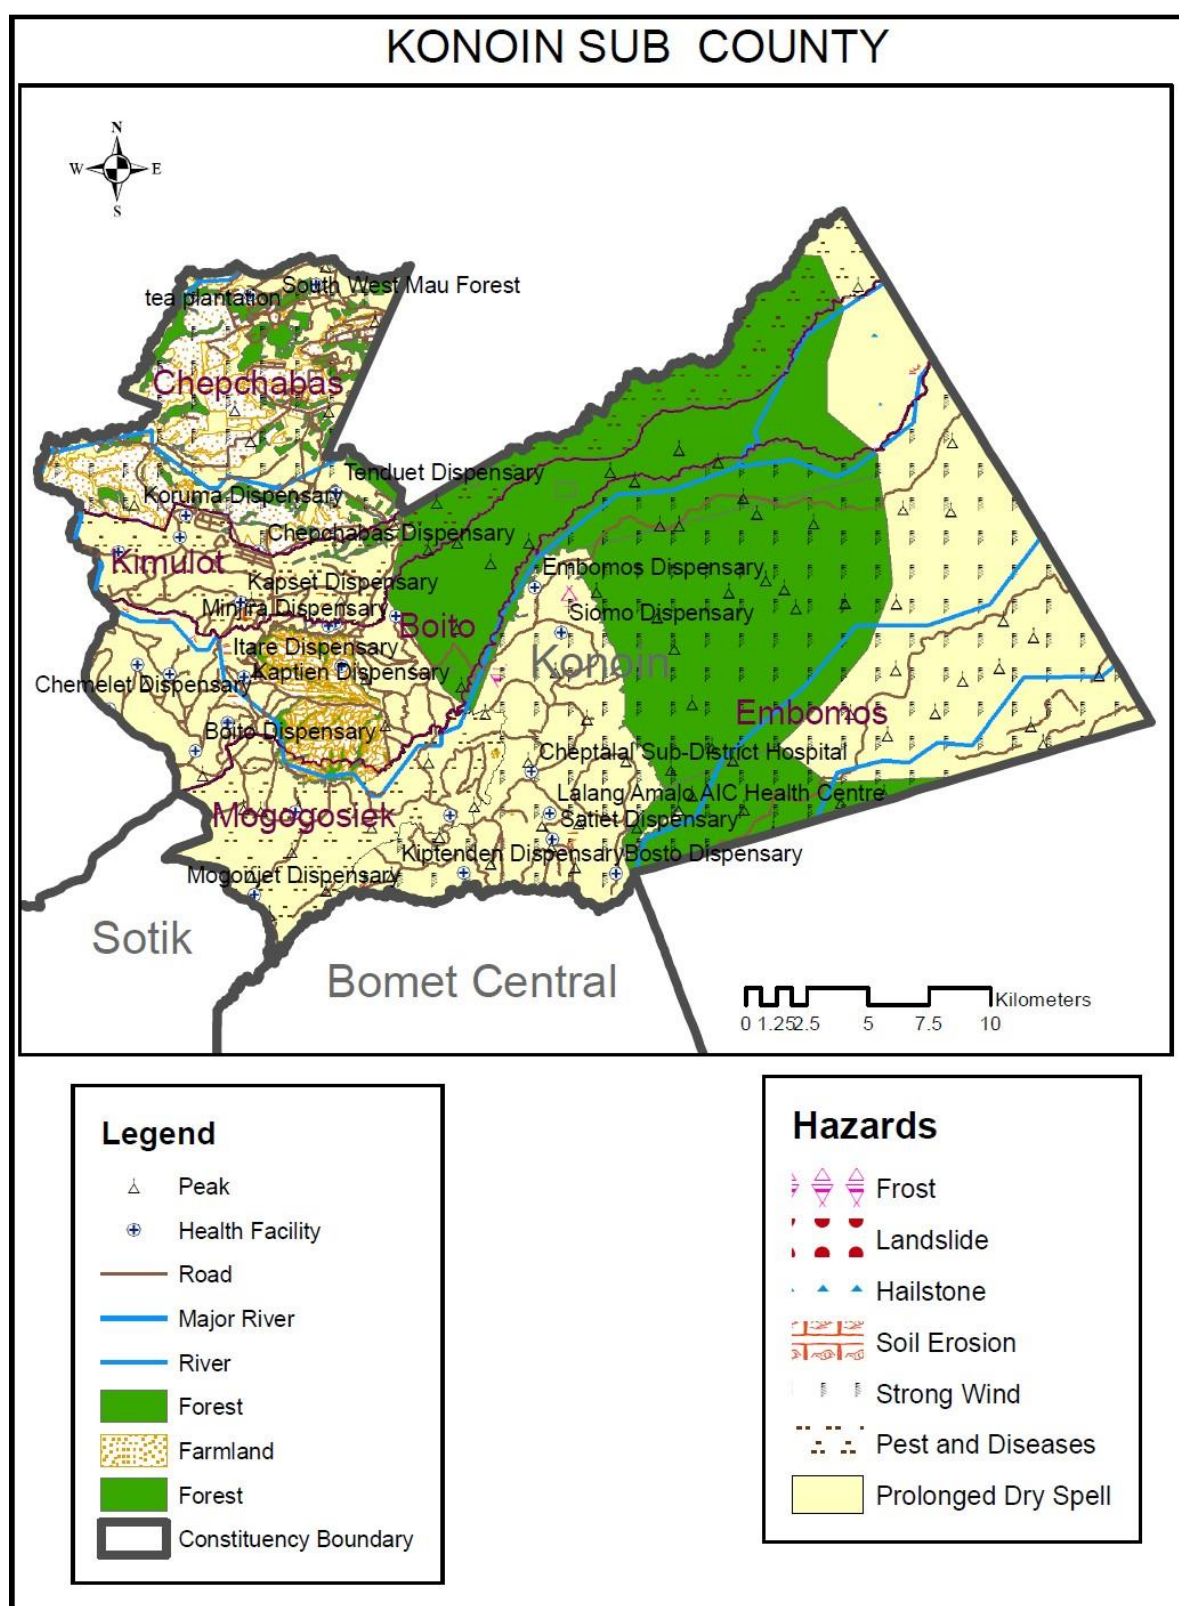 KONOIN SUB COUNTY
N
W
E
S
South West Mau Forest
tea plantation
Chepchabas
Tenduet Dispensary
Koruma Dispensary
Chepchabas Dispensary
Kimulot
Embomos Dispensary
Kapset Dispensary
Minjira Dispensary
Siomo Dispensary
Boito
Itare Dispensary
Konoin
Kaptien Dispensary
Chemelet Dispensary
Embomos
Boito Dispensary
Cheptalal Sub-District Hospital
Lalang Amalo AIC Health Centre
Mogogosiek
Satiet Dispensary
Kiptenden Dispensary
Bosto Dispensary
Mogonjet Dispensary
Sotik
Bomet Central
Kilometers
0 1.25 2.5 5 7.5 10
Legend
Peak
Health Facility
Road
Major River
River
Forest
Farmland
Forest
Constituency Boundary
Hazards
Frost
Landslide
Hailstone
Soil Erosion
Strong Wind
Pest and Diseases
Prolonged Dry Spell